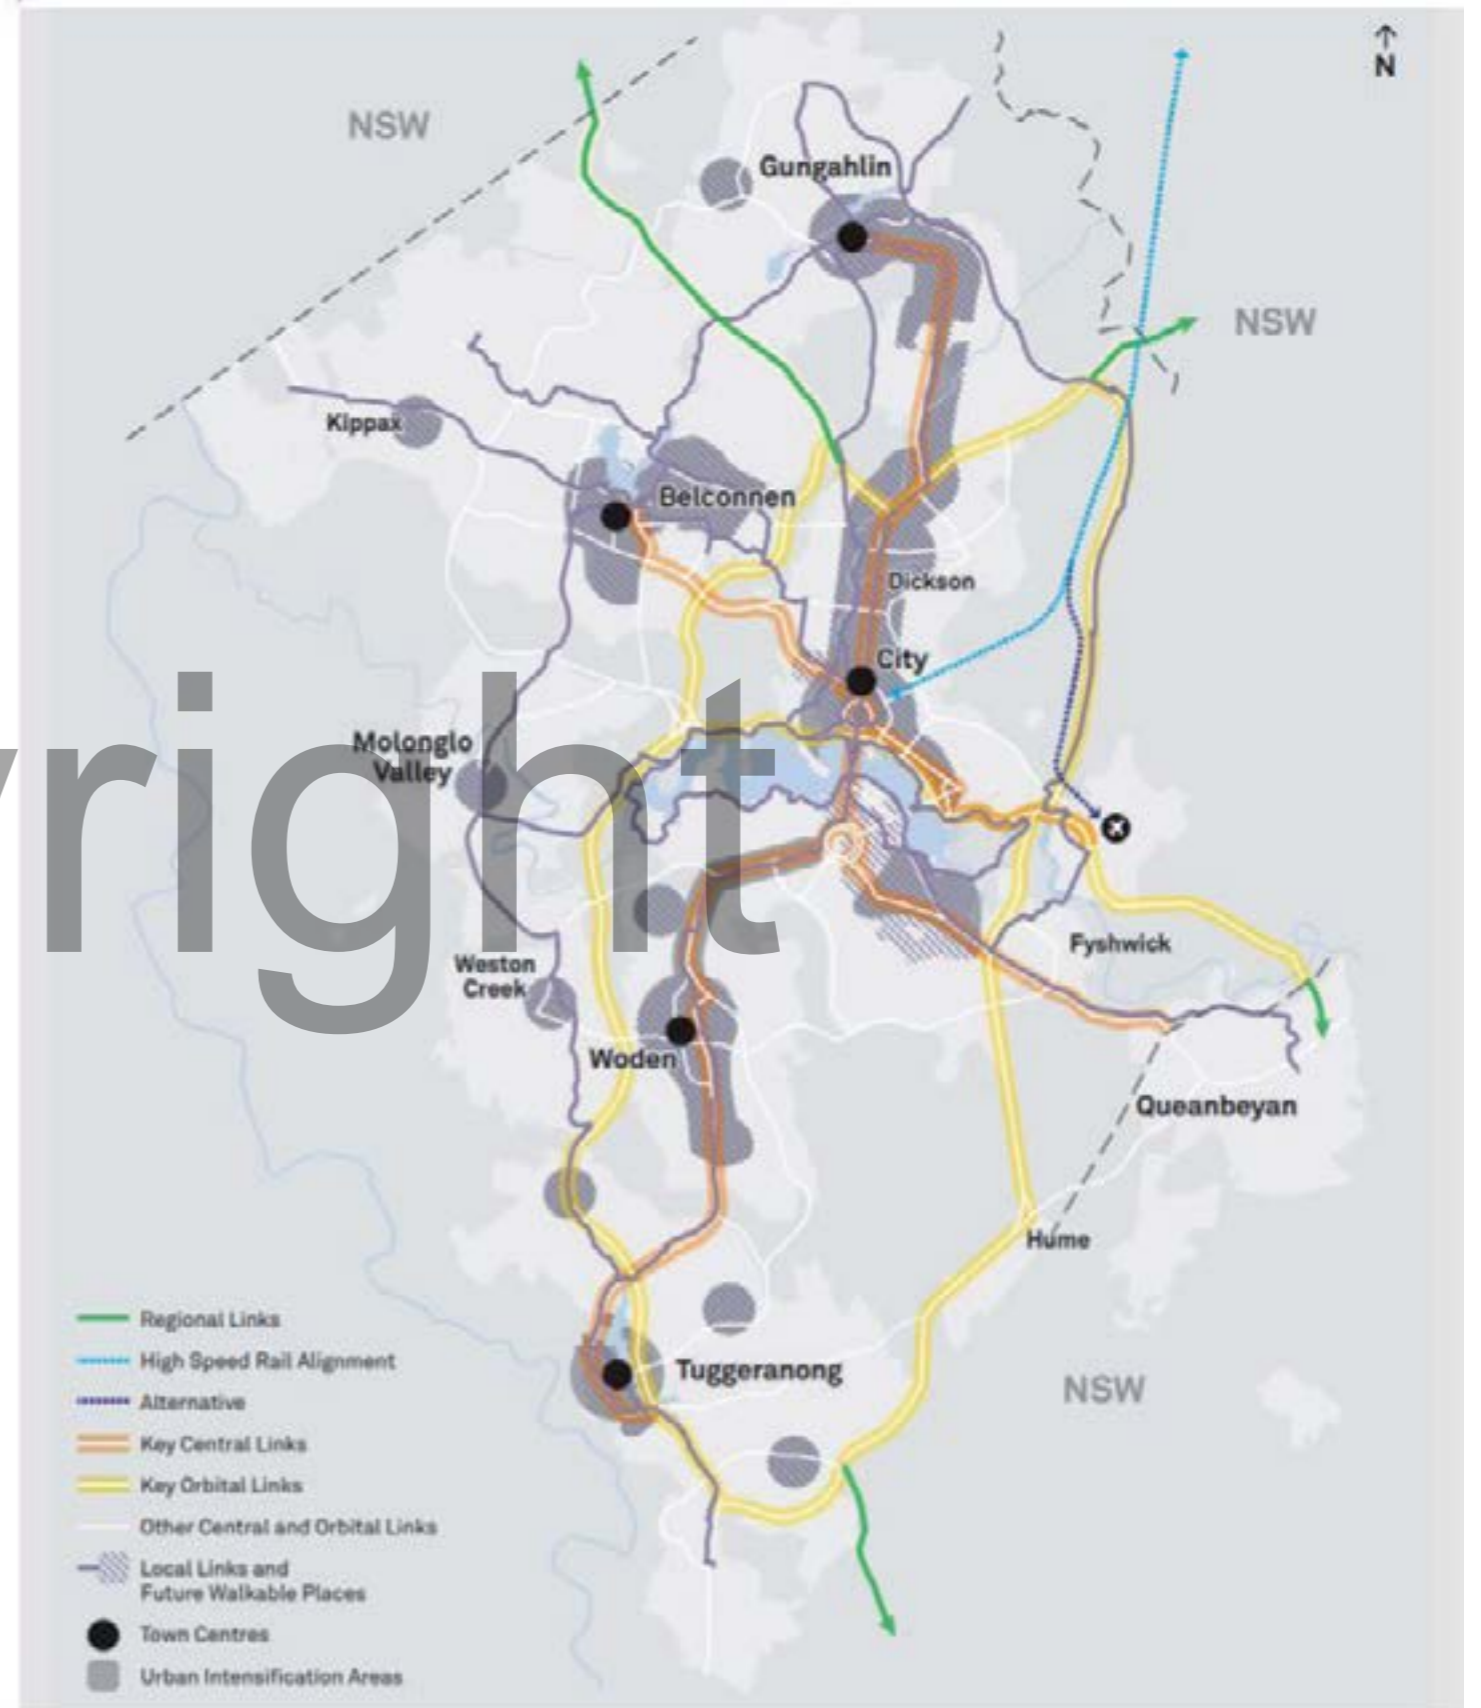 N
NSW
Gungahlin
NSW
Kippax
Belconnen
Dickson
City
Molonglo
Valley
right
Fyshwick
Weston
Creek
Woden
Queanbeyan
Hume
Regional Links
High Speed Rail Alignment
Tuggeranong
NSW
Alternative
Key Central Links
Key Orbital Links
Other Central and Orbital Links
Local Links and
Future Walkable Places
Town Centres
Urban Intensification Areas